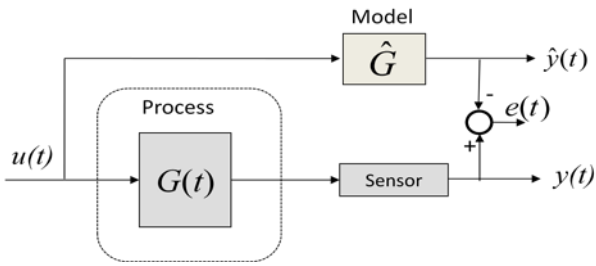 Model
Ĝ
ŷ(t)
-
e(t)
Process
+
u(t)
G(t)
Sensor
y(t)